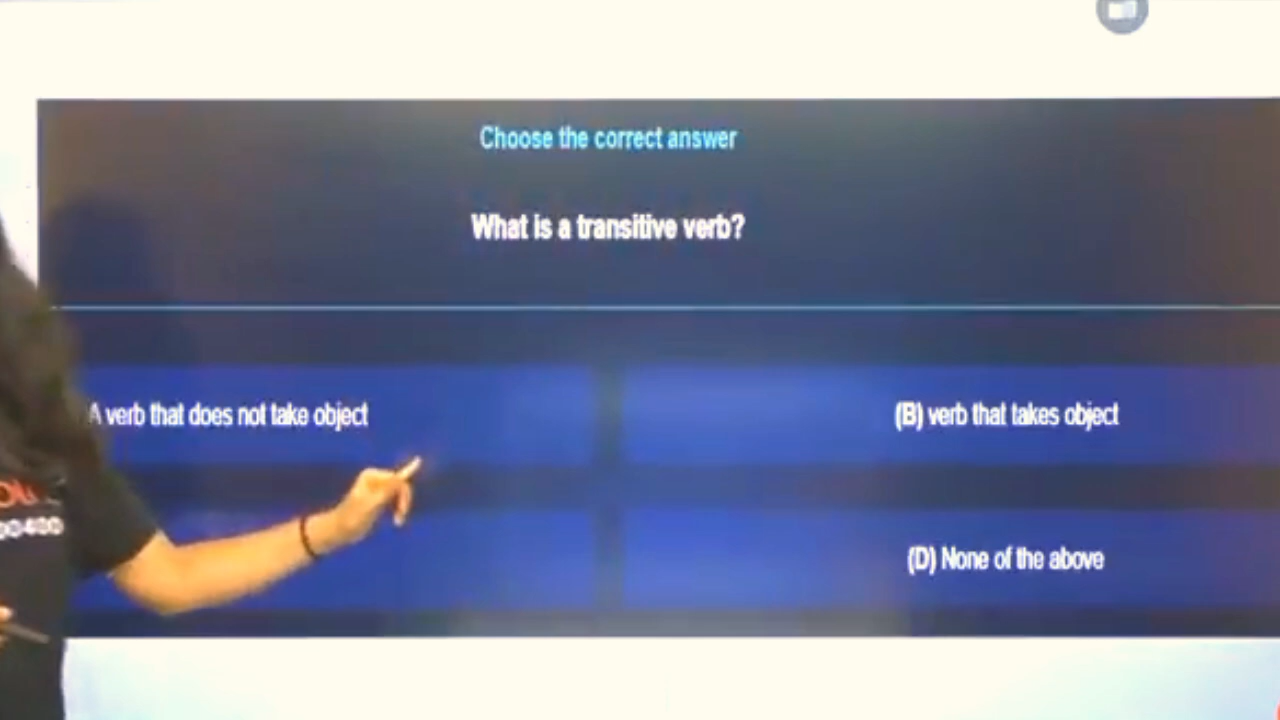 Choose the correct answer
What is a transitive verb?
A verb that does not take object
(B) verb that takes object
(D) None of the above